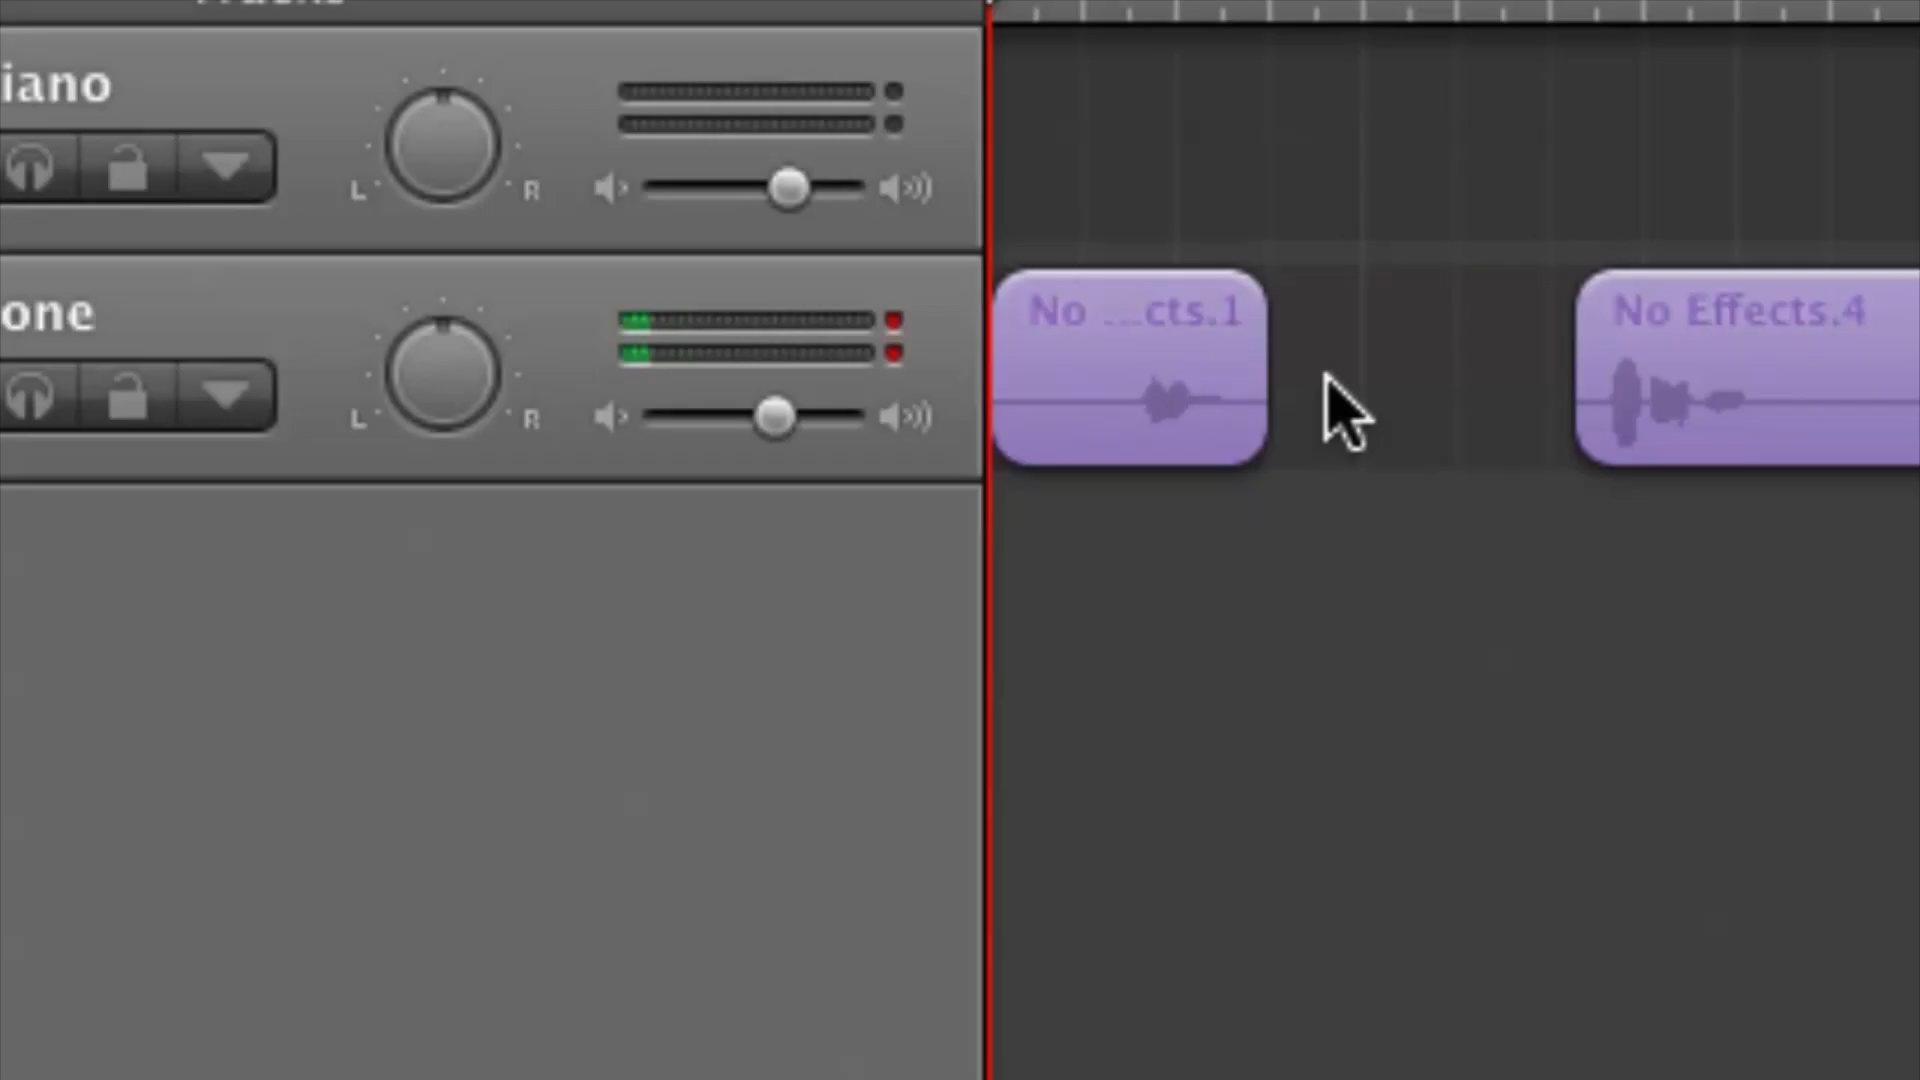 iano
L R
one
L R
No ...cts.1
No Effects.4